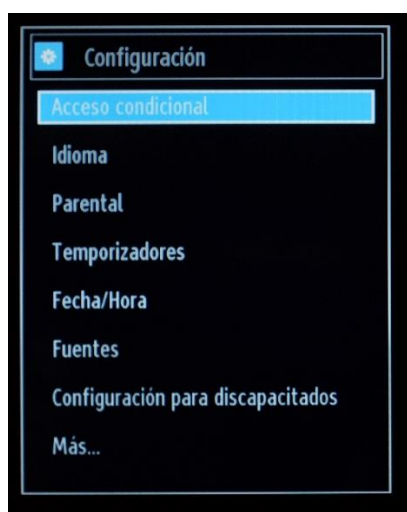 Configuración
Acceso condicional
Idioma
Parental
Temporizadores
Fecha/Hora
Fuentes
Configuración para discapacitados
Más...